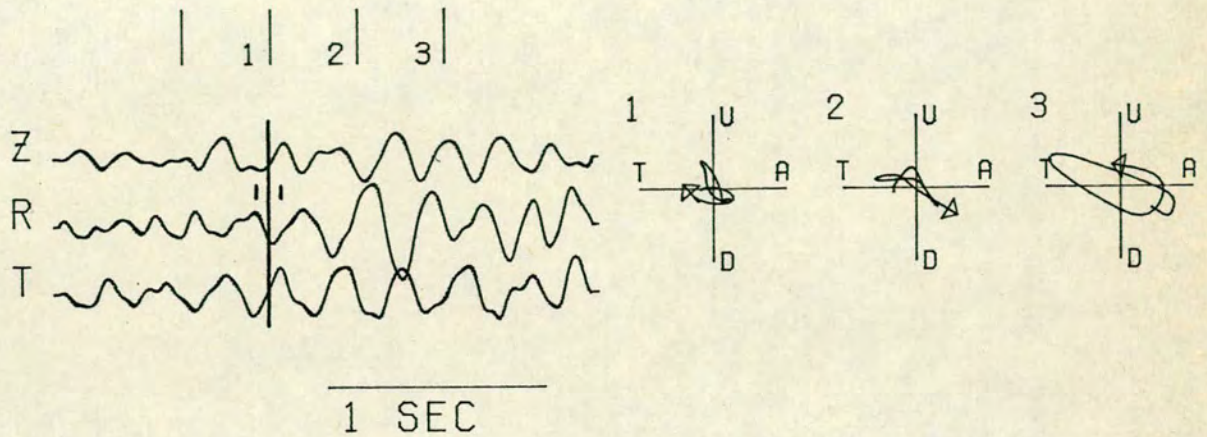 1 2 3
Z
R
T
1 SEC
1 U T A D
2 U T A D
3 U T A D